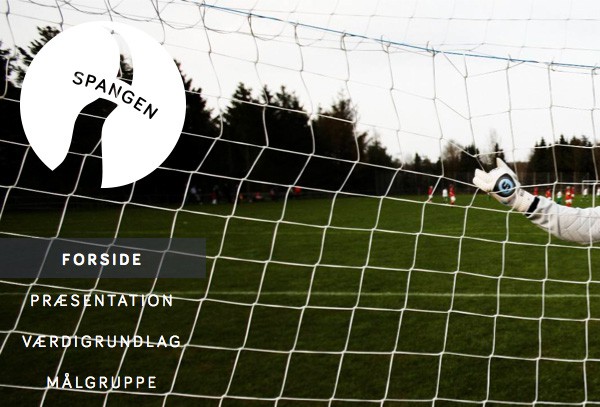 SPANGEN
FORSIDE
PRÆSENTATION
VÆRDIGRUNDLAG
MÅLGRUPPE